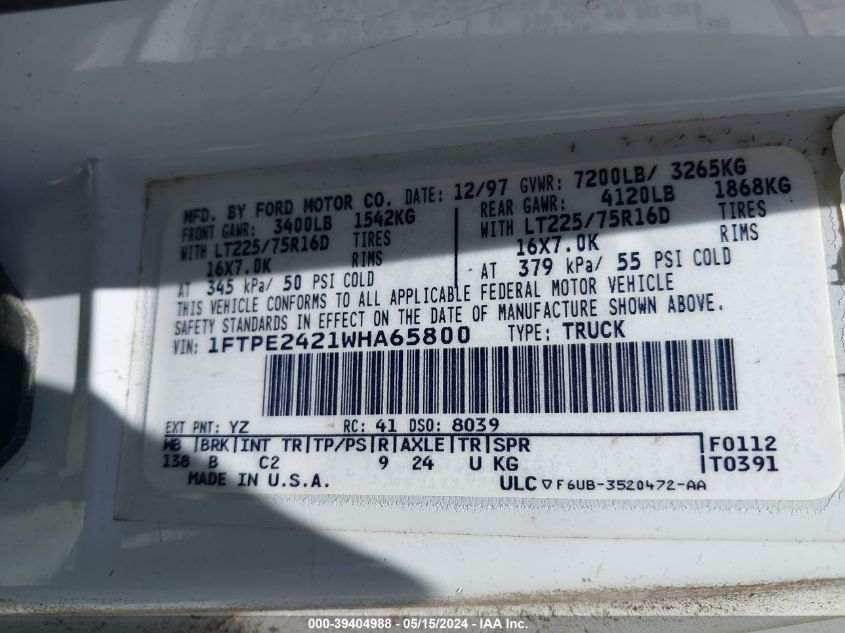 MFD. BY FORD MOTOR CO. DATE: 12/97 GVWR: 7200LB/ 3265KG
FRONT GAWR: 3400LB 1542KG REAR GAWR: 4120LB 1868KG
WITH LT225/75R16D TIRES WITH LT225/75R16D TIRES
16X7.0K RIMS 16X7.0K RIMS
AT 345 kPa/ 50 PSI COLD AT 379 kPa/ 55 PSI COLD
THIS VEHICLE CONFORMS TO ALL APPLICABLE FEDERAL MOTOR VEHICLE
SAFETY STANDARDS IN EFFECT ON THE DATE OF MANUFACTURE SHOWN ABOVE.
VIN: 1FTPE2421WHA65800 TYPE: TRUCK
EXT PNT: YZ RC: 41 DSO: 8039
WB BRK INT TR TP/PS R AXLE TR SPR F0112
138 B C2 9 24 U KG T0391
MADE IN U.S.A. ULC ▽ F6UB-3520472-AA
000-39404988 - 05/15/2024 - IAA Inc.